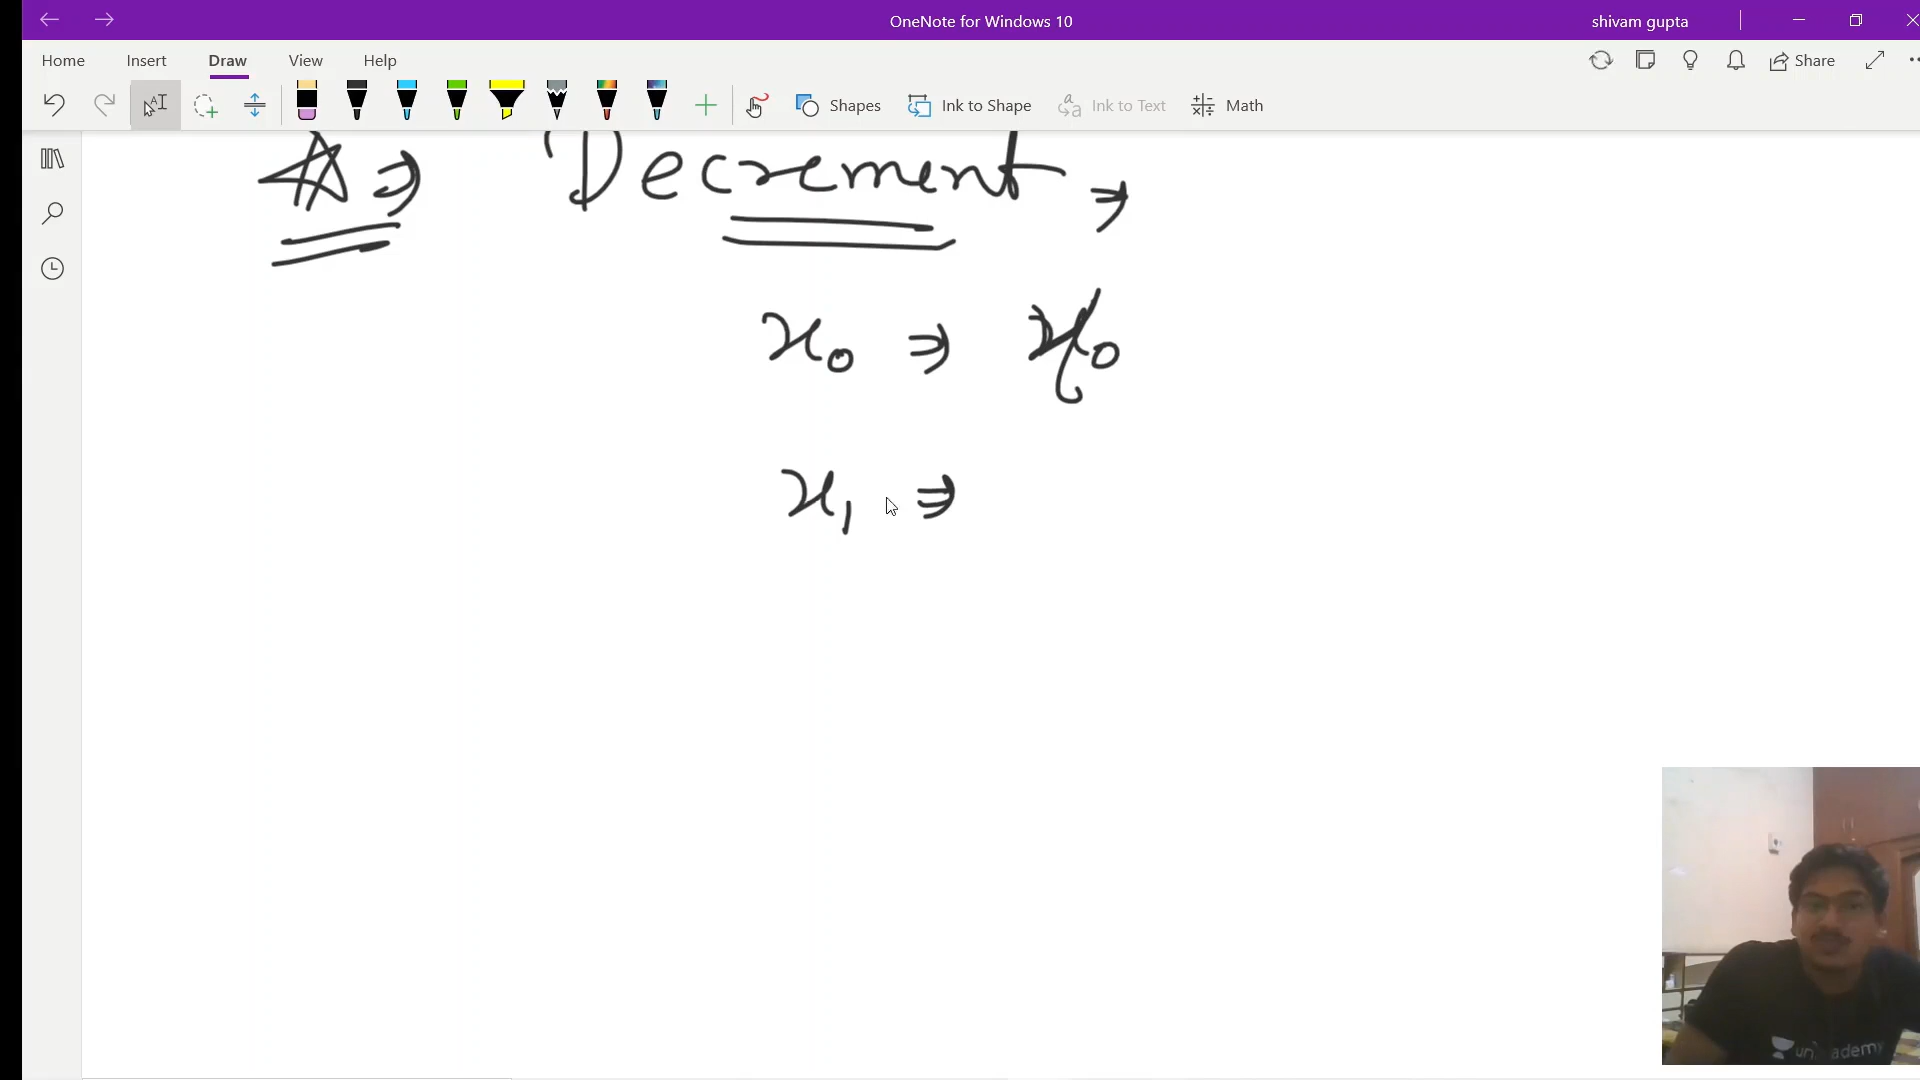 OneNote for Windows 10
shivam gupta
Home Insert Draw View Help
Share
Shapes Ink to Shape Ink to Text Math
⇒ Decrement ⇒
x₀ ⇒ x₀
x₁ ⇒